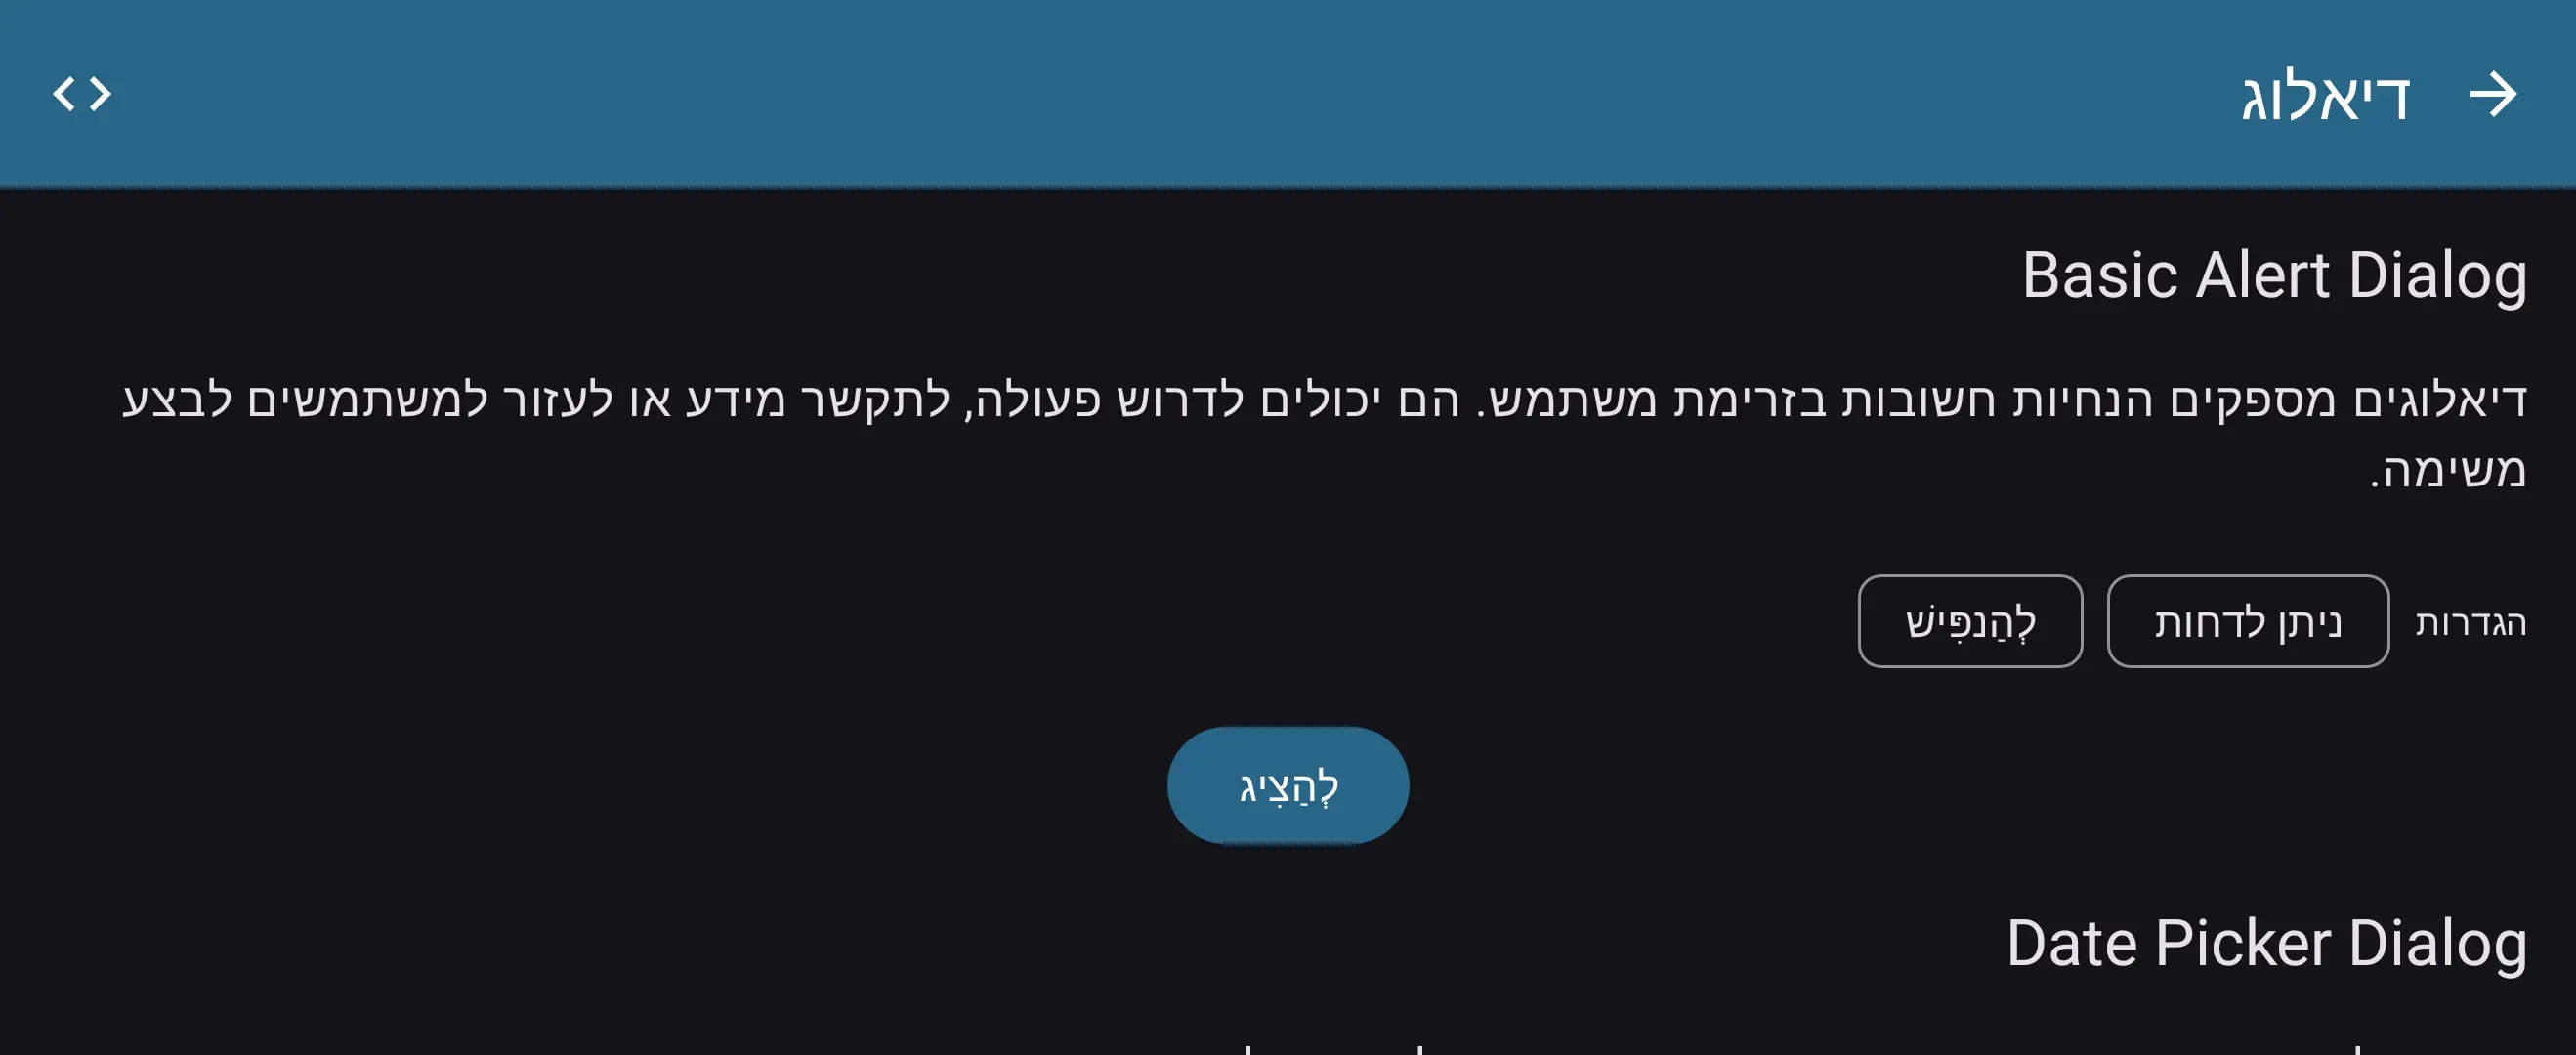 דיאלוג
Basic Alert Dialog
דיאלוגים מספקים הנחיות חשובות בזרימת משתמש. הם יכולים לדרוש פעולה, לתקשר מידע או לעזור למשתמשים לבצע
משימה.
הגדרות ניתן לדחות לְהַנפִּישׁ
לְהַצִיג
Date Picker Dialog